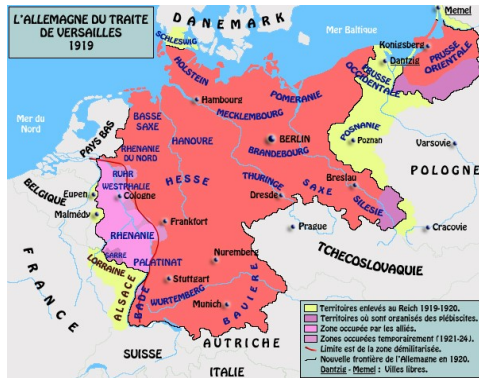 L'ALLEMAGNE DU TRAITE
DE VERSAILLES
1919
DANEMARK
Mer Baltique
Memel
SCHLESWIG
Konigsberg
Dantzig
PRUSSE
ORIENTALE
PRUSSE
OCCIDENTALE
HOLSTEIN
POMERANIE
Hambourg
MECKLEMBOURG
Mer du
Nord
PAYS BAS
BASSE
SAXE
HANOVRE
BERLIN
BRANDEBOURG
POSNANIE
Poznan
Varsovie
POLOGNE
RHENANIE
DU NORD
RUHR
WESTPHALIE
HESSE
THURINGE
SAXE
Breslau
Dresde
SILESIE
BELGIQUE
Eupen
Cologne
Malmédy
RHENANIE
Frankfort
Prague
Cracovie
TCHECOSLOVAQUIE
SARRE
PALATINAT
Nuremberg
LORRAINE
ALSACE
BADE
Stuttgart
WURTEMBERG
Munich
BAVIERE
FRANCE
SUISSE
AUTRICHE
ITALIE
Territoires enlevés au Reich 1919-1920.
Territoires où sont organisés des plébiscites.
Zone occupée par les alliés.
Zones occupées temporairement (1921-24).
Limite est de la zone démilitarisée.
Nouvelle frontière de l'Allemagne en 1920.
Dantzig - Memel : Villes libres.